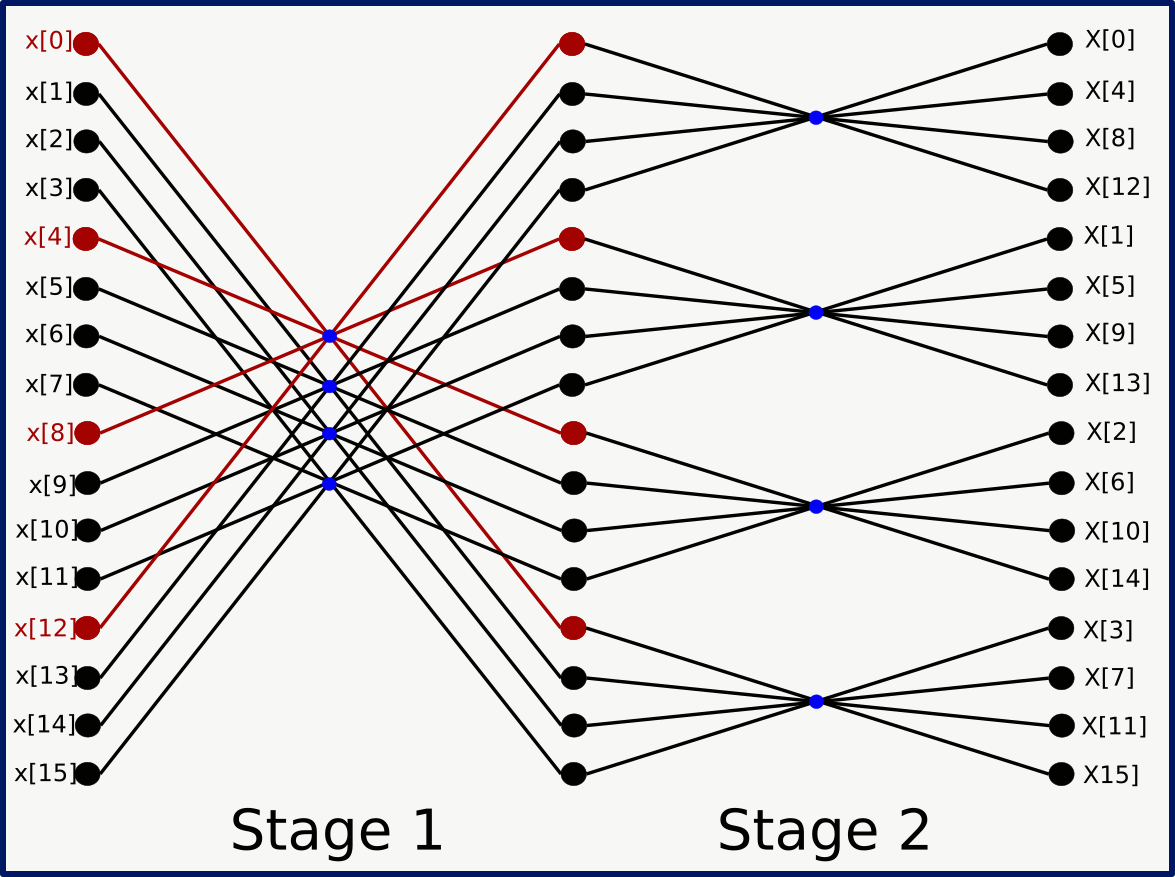 x[0] X[0]
x[1] X[4]
x[2] X[8]
x[3] X[12]
x[4] X[1]
x[5] X[5]
x[6] X[9]
x[7] X[13]
x[8] X[2]
x[9] X[6]
x[10] X[10]
x[11] X[14]
x[12] X[3]
x[13] X[7]
x[14] X[11]
x[15] X15]
Stage 1 Stage 2